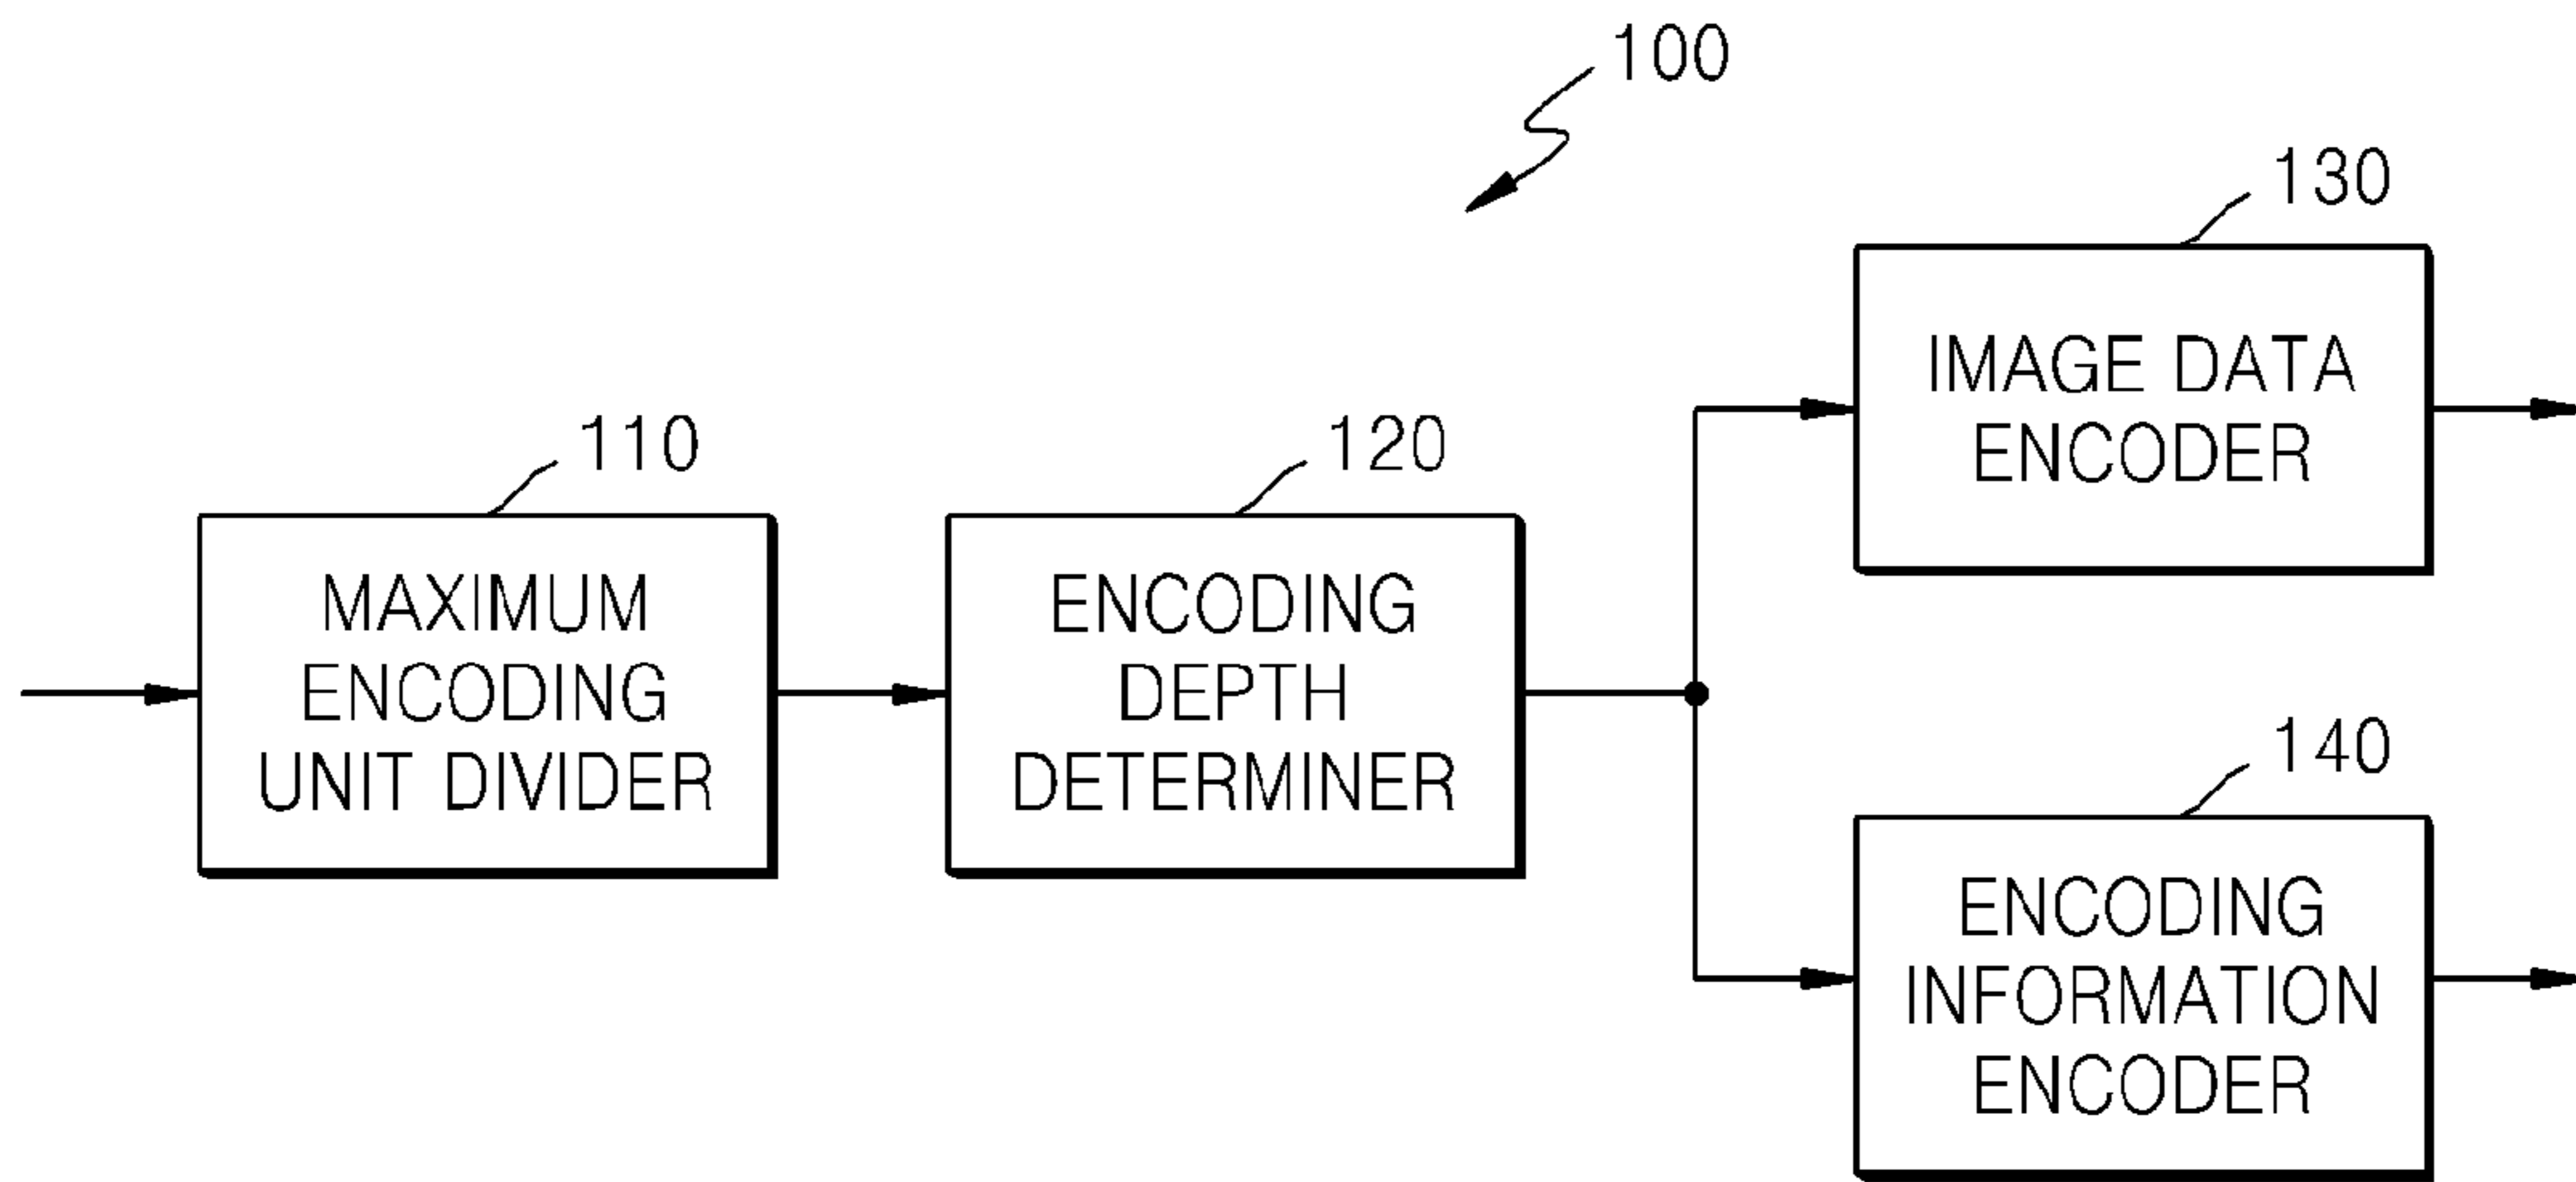 100
110
MAXIMUM
ENCODING
UNIT DIVIDER
120
ENCODING
DEPTH
DETERMINER
130
IMAGE DATA
ENCODER
140
ENCODING
INFORMATION
ENCODER